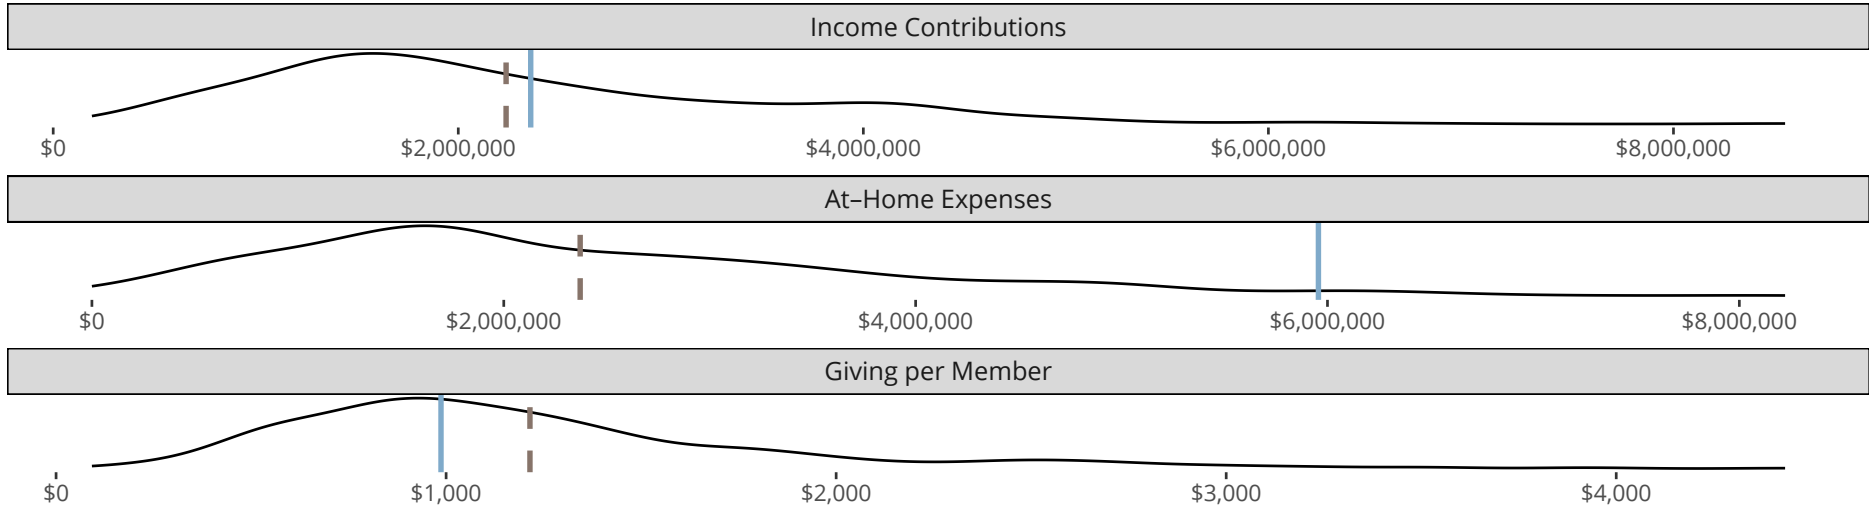 Income Contributions
$0 $2,000,000 $4,000,000 $6,000,000 $8,000,000
At–Home Expenses
$0 $2,000,000 $4,000,000 $6,000,000 $8,000,000
Giving per Member
$0 $1,000 $2,000 $3,000 $4,000